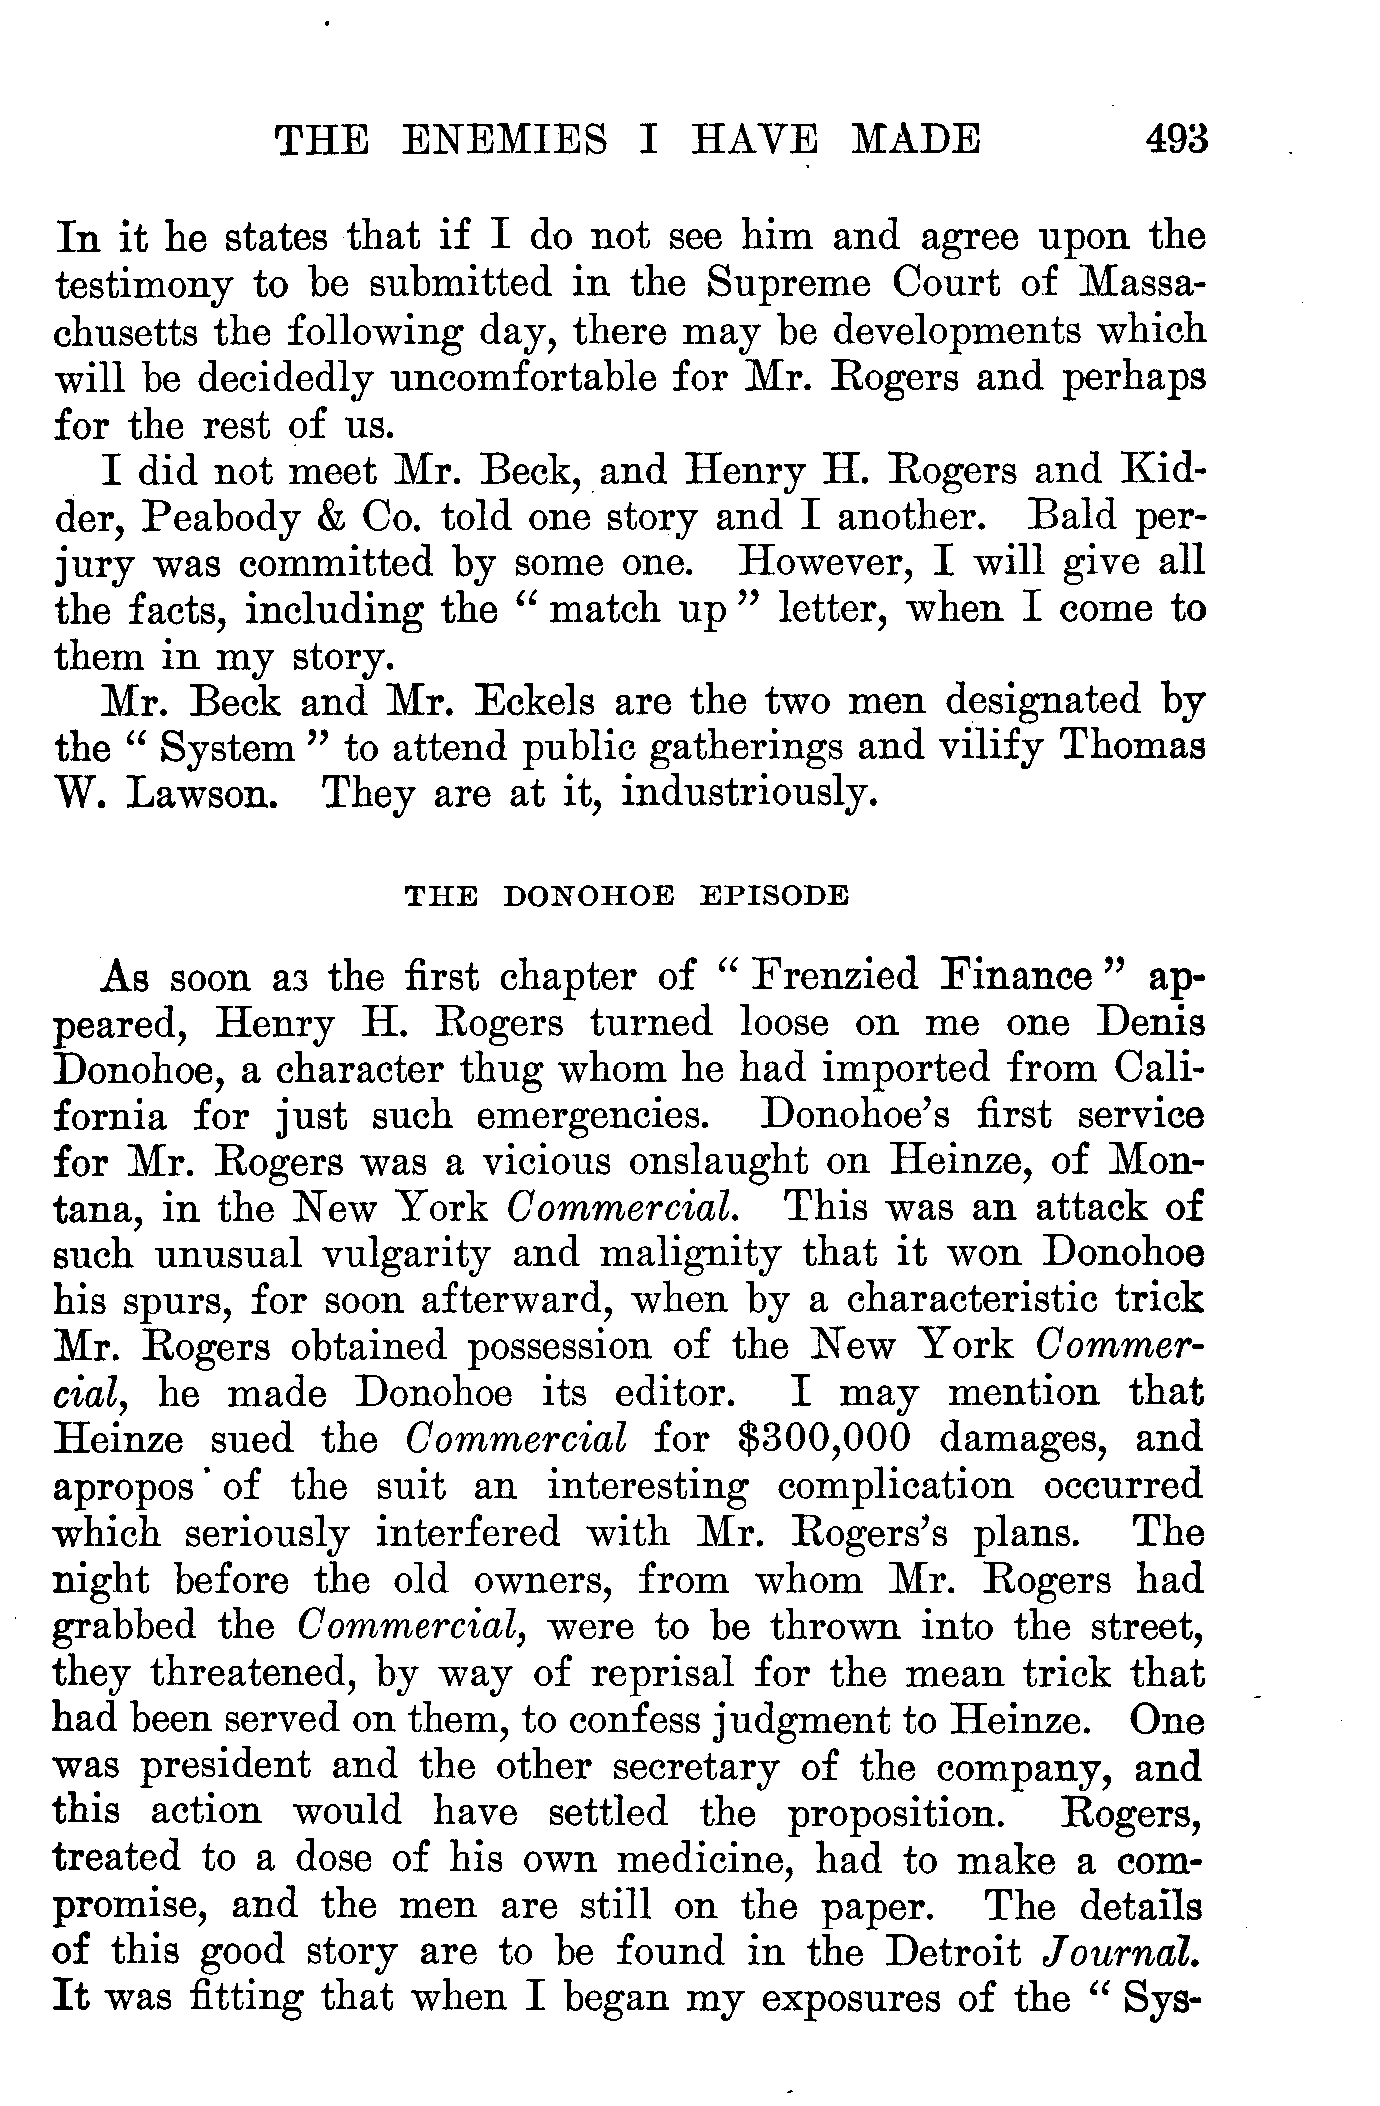 THE ENEMIES I HAVE MADE 493
In it he states that if I do not see him and agree upon the
testimony to be submitted in the Supreme Court of Massa-
chusetts the following day, there may be developments which
will be decidedly uncomfortable for Mr. Rogers and perhaps
for the rest of us.
I did not meet Mr. Beck, and Henry H. Rogers and Kid-
der, Peabody & Co. told one story and I another. Bald per-
jury was committed by some one. However, I will give all
the facts, including the “ match up ” letter, when I come to
them in my story.
Mr. Beck and Mr. Eckels are the two men designated by
the “ System ” to attend public gatherings and vilify Thomas
W. Lawson. They are at it, industriously.
THE DONOHOE EPISODE
As soon as the first chapter of “ Frenzied Finance ” ap-
peared, Henry H. Rogers turned loose on me one Denis
Donohoe, a character thug whom he had imported from Cali-
fornia for just such emergencies. Donohoe’s first service
for Mr. Rogers was a vicious onslaught on Heinze, of Mon-
tana, in the New York Commercial. This was an attack of
such unusual vulgarity and malignity that it won Donohoe
his spurs, for soon afterward, when by a characteristic trick
Mr. Rogers obtained possession of the New York Commer-
cial, he made Donohoe its editor. I may mention that
Heinze sued the Commercial for $300,000 damages, and
apropos of the suit an interesting complication occurred
which seriously interfered with Mr. Rogers’s plans. The
night before the old owners, from whom Mr. Rogers had
grabbed the Commercial, were to be thrown into the street,
they threatened, by way of reprisal for the mean trick that
had been served on them, to confess judgment to Heinze. One
was president and the other secretary of the company, and
this action would have settled the proposition. Rogers,
treated to a dose of his own medicine, had to make a com-
promise, and the men are still on the paper. The details
of this good story are to be found in the Detroit Journal.
It was fitting that when I began my exposures of the “ Sys-